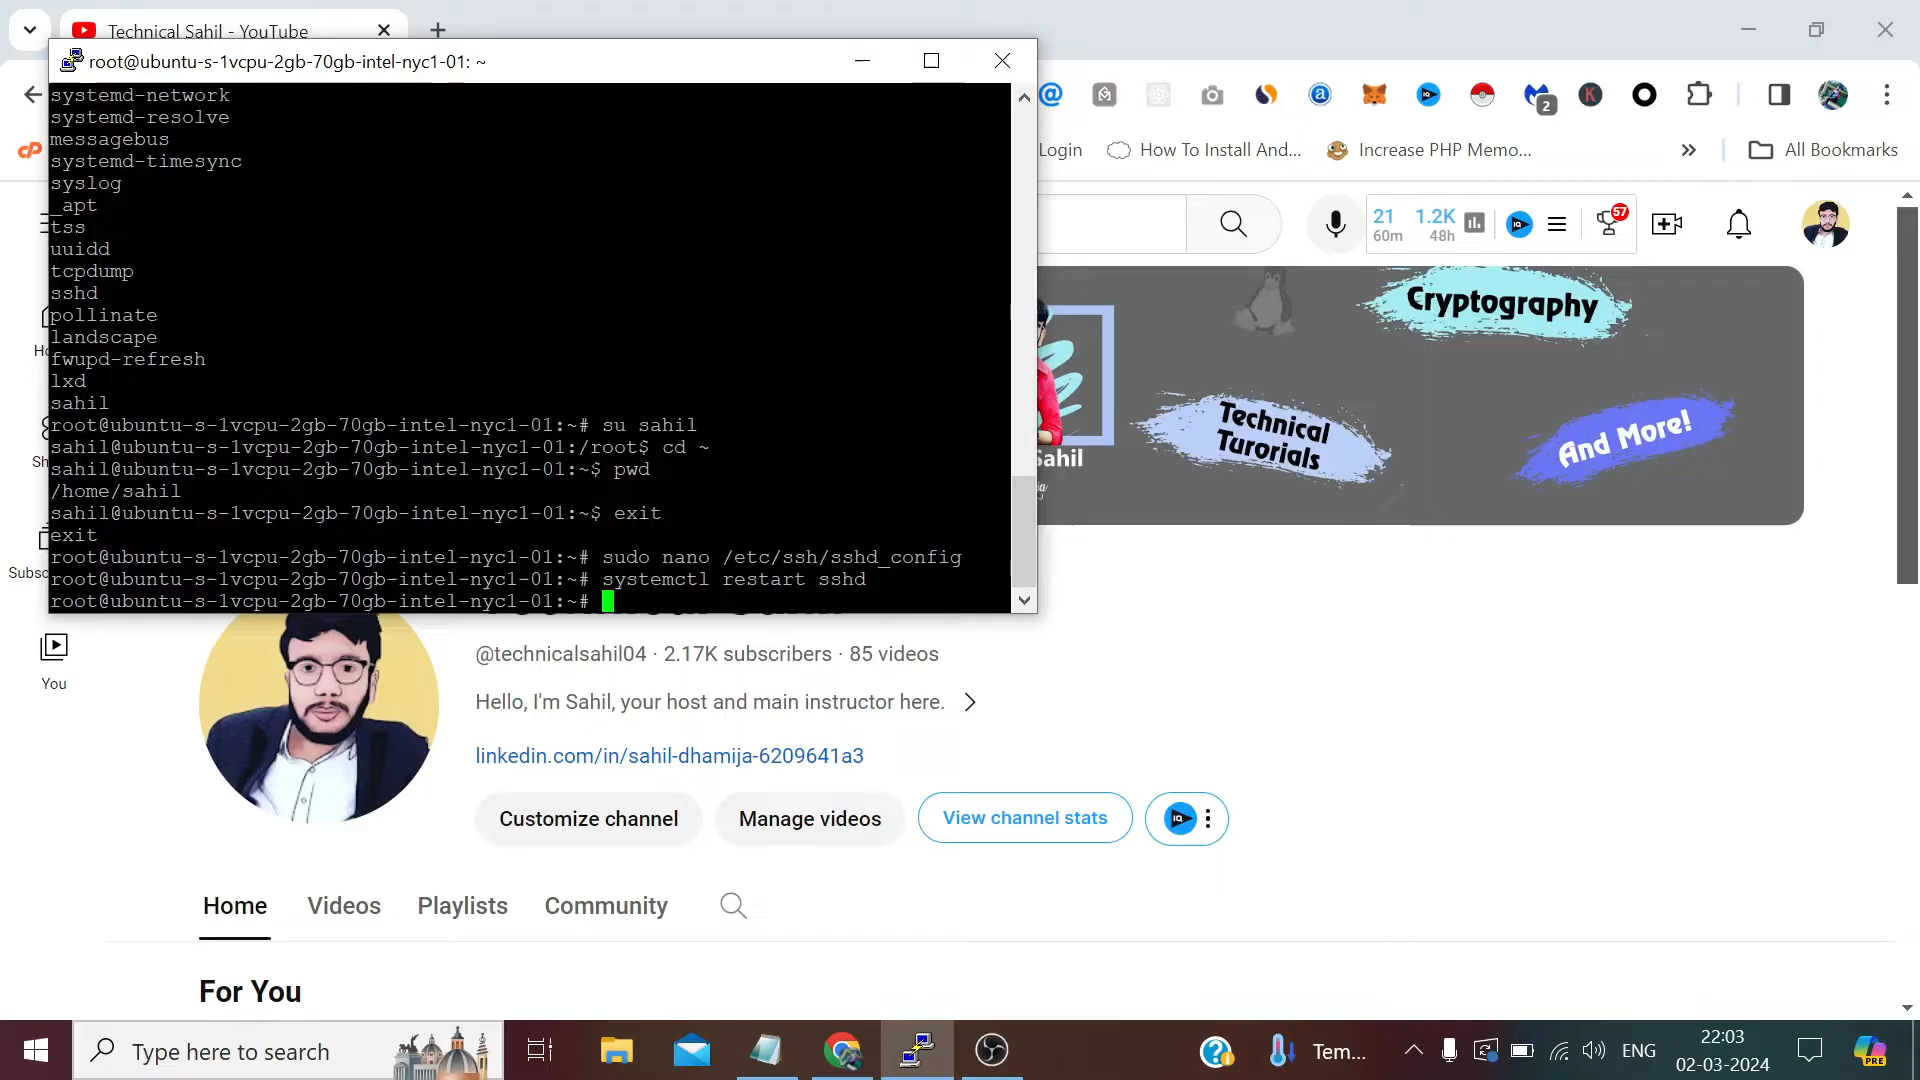 Technical Sahil - YouTube
root@ubuntu-s-1vcpu-2gb-70gb-intel-nyc1-01: ~
systemd-network
systemd-resolve
messagebus
systemd-timesync
syslog
_apt
tss
uuidd
tcpdump
sshd
pollinate
landscape
fwupd-refresh
lxd
sahil
root@ubuntu-s-1vcpu-2gb-70gb-intel-nyc1-01:~# su sahil
sahil@ubuntu-s-1vcpu-2gb-70gb-intel-nyc1-01:/root$ cd ~
sahil@ubuntu-s-1vcpu-2gb-70gb-intel-nyc1-01:~$ pwd
/home/sahil
sahil@ubuntu-s-1vcpu-2gb-70gb-intel-nyc1-01:~$ exit
exit
root@ubuntu-s-1vcpu-2gb-70gb-intel-nyc1-01:~# sudo nano /etc/ssh/sshd_config
root@ubuntu-s-1vcpu-2gb-70gb-intel-nyc1-01:~# systemctl restart sshd
root@ubuntu-s-1vcpu-2gb-70gb-intel-nyc1-01:~#
2
Login
How To Install And...
Increase PHP Memo...
»
All Bookmarks
21 1.2K
60m 48h
57
Cryptography
Technical
Turorials
And More!
Sahil
Ho
Sh
Subsc
You
@technicalsahil04 · 2.17K subscribers · 85 videos
Hello, I'm Sahil, your host and main instructor here.
linkedin.com/in/sahil-dhamija-6209641a3
Customize channel
Manage videos
View channel stats
IQ
Home
Videos
Playlists
Community
For You
Type here to search
Tem...
ENG
22:03
02-03-2024
PRE